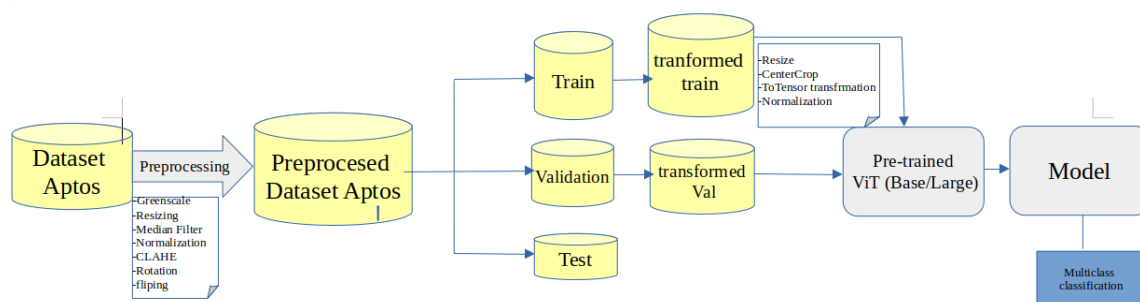 Dataset
Aptos
Preprocessing
-Greenscale
-Resizing
-Median Filter
-Normalization
-CLAHE
-Rotation
-fliping
Preprocesed
Dataset Aptos
Train
tranformed
train
-Resize
-CenterCrop
-ToTensor transfrmation
-Normalization
Validation
transformed
Val
Test
Pre-trained
ViT (Base/Large)
Model
Multiclass
classification